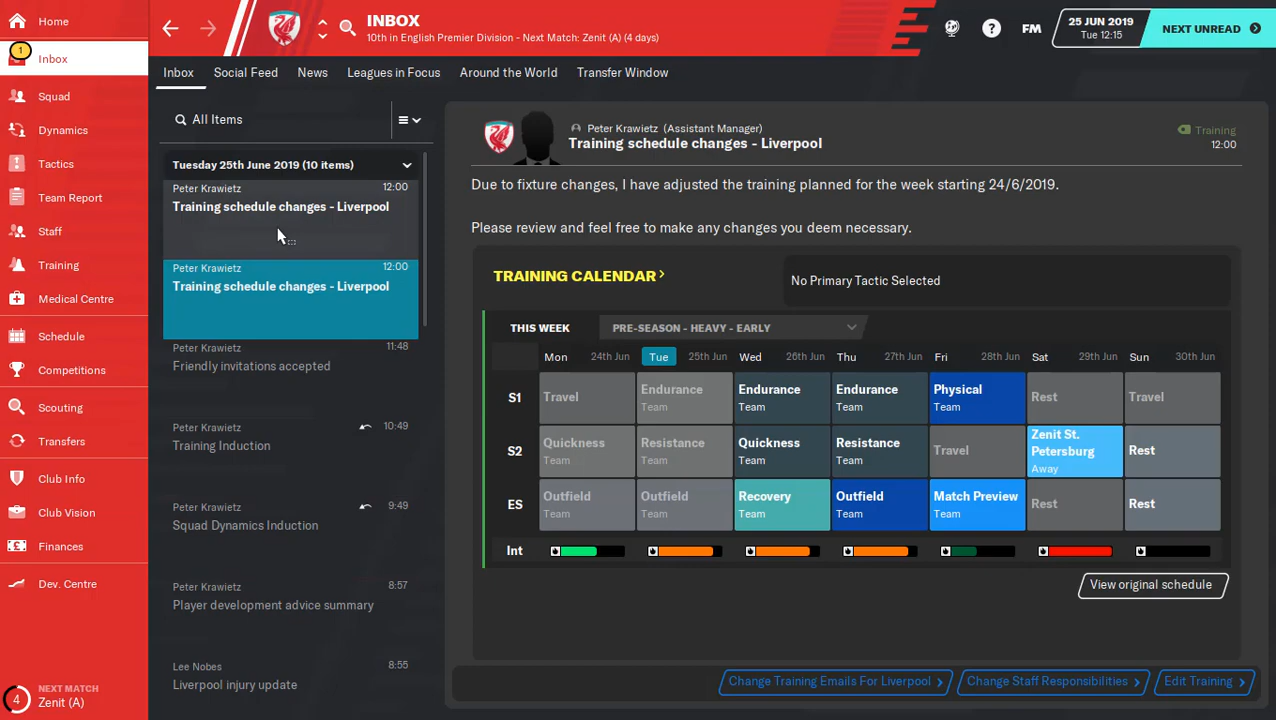 Home
INBOX
10th in English Premier Division - Next Match: Zenit (A) (4 days)
?
FM
25 JUN 2019
Tue 12:15
NEXT UNREAD
1
Inbox
Squad
Dynamics
Tactics
Team Report
Staff
Training
Medical Centre
Schedule
Competitions
Scouting
Transfers
Club Info
Club Vision
Finances
Dev. Centre
4
NEXT MATCH
Zenit (A)
Inbox Social Feed News Leagues in Focus Around the World Transfer Window
All Items
Tuesday 25th June 2019 (10 items)
Peter Krawietz 12:00
Training schedule changes - Liverpool
Peter Krawietz 12:00
Training schedule changes - Liverpool
Peter Krawietz 11:48
Friendly invitations accepted
Peter Krawietz 10:49
Training Induction
Peter Krawietz 9:49
Squad Dynamics Induction
Peter Krawietz 8:57
Player development advice summary
Lee Nobes 8:55
Liverpool injury update
Peter Krawietz (Assistant Manager)
Training schedule changes - Liverpool
Training
12:00
Due to fixture changes, I have adjusted the training planned for the week starting 24/6/2019.
Please review and feel free to make any changes you deem necessary.
TRAINING CALENDAR
No Primary Tactic Selected
THIS WEEK PRE-SEASON - HEAVY - EARLY
Mon 24th Jun Tue 25th Jun Wed 26th Jun Thu 27th Jun Fri 28th Jun Sat 29th Jun Sun 30th Jun
S1 Travel Endurance Endurance Endurance Physical Rest Travel
Team Team Team Team
S2 Quickness Resistance Quickness Resistance Travel Zenit St. Petersburg Rest
Team Team Team Team Away
ES Outfield Outfield Recovery Outfield Match Preview Rest Rest
Team Team Team Team Team
Int
View original schedule
Change Training Emails For Liverpool Change Staff Responsibilities Edit Training